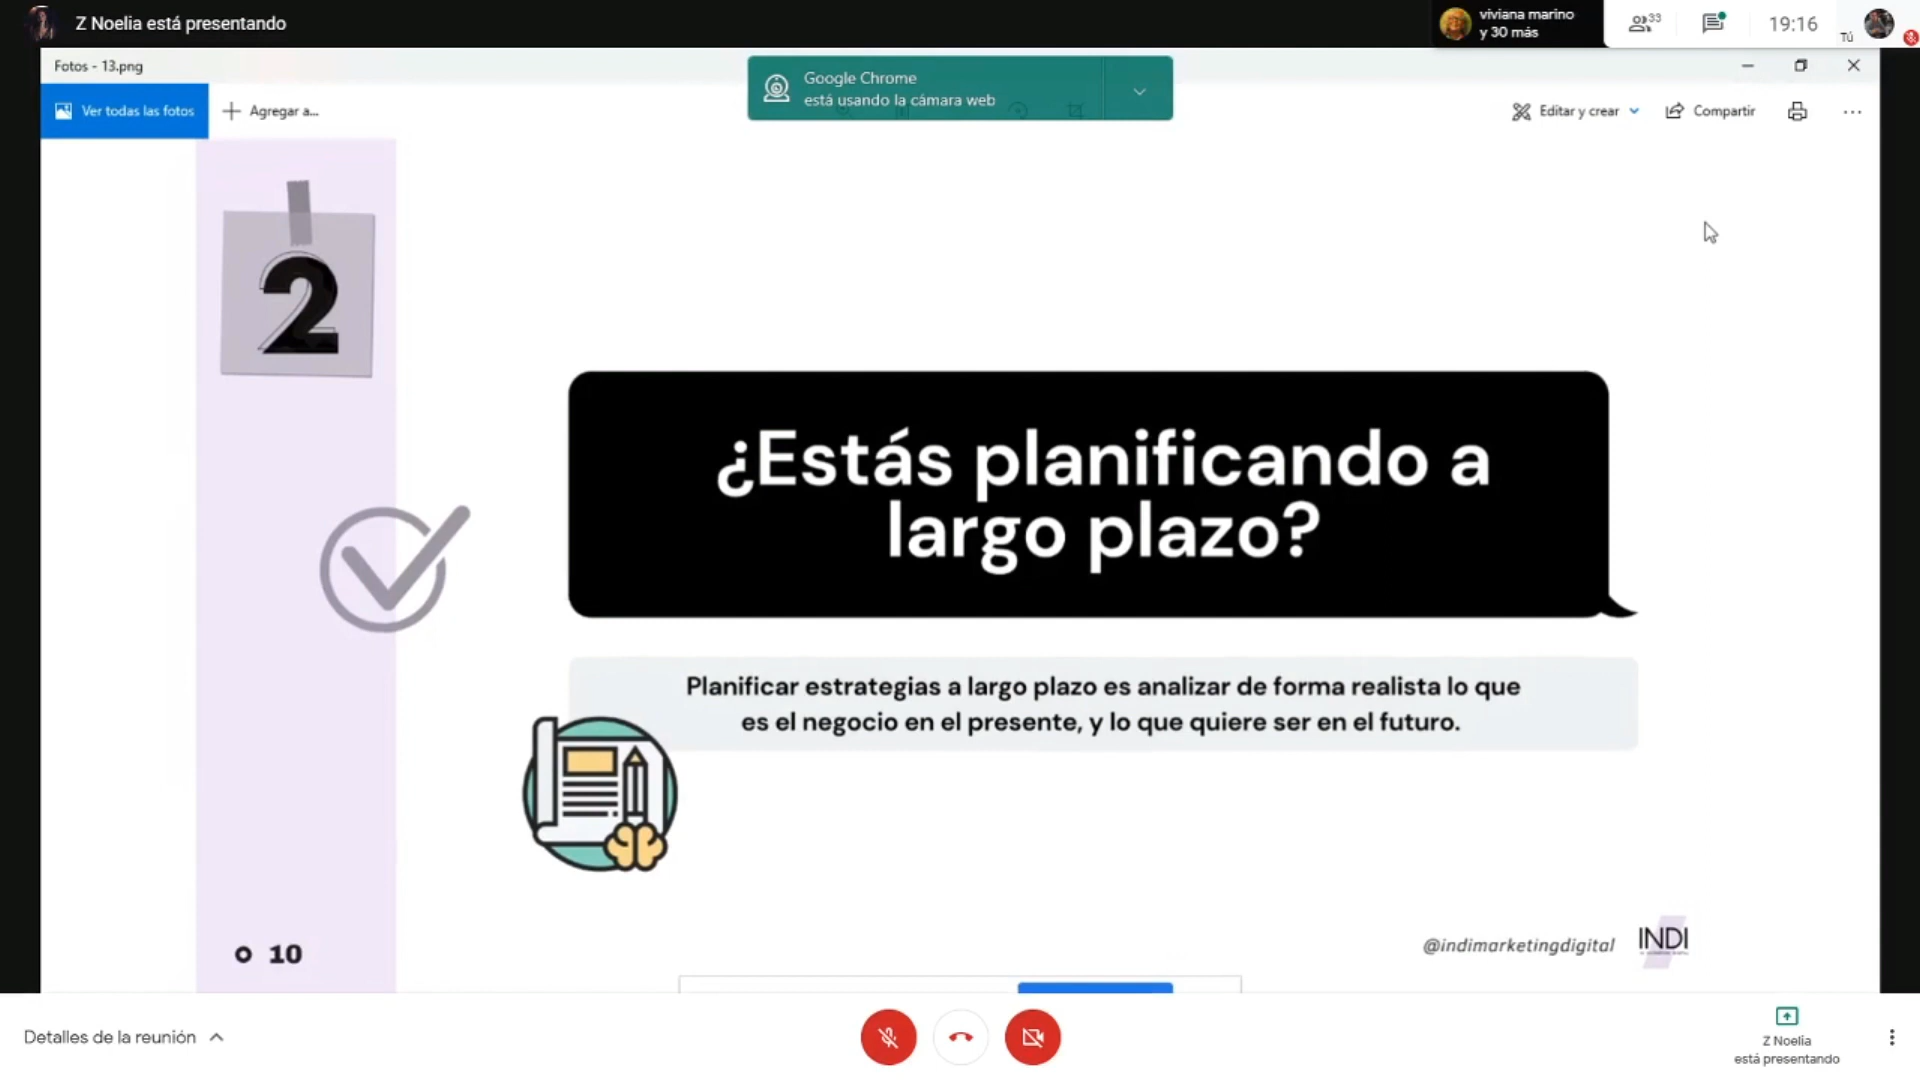 Z Noelia está presentando
viviana marino
y 30 más
33
19:16
Tú
Fotos - 13.png
Google Chrome
está usando la cámara web
Ver todas las fotos
Agregar a...
Editar y crear
Compartir
2
¿Estás planificando a
largo plazo?
Planificar estrategias a largo plazo es analizar de forma realista lo que
es el negocio en el presente, y lo que quiere ser en el futuro.
10
@indimarketingdigital
INDI
Detalles de la reunión
Z Noelia
está presentando